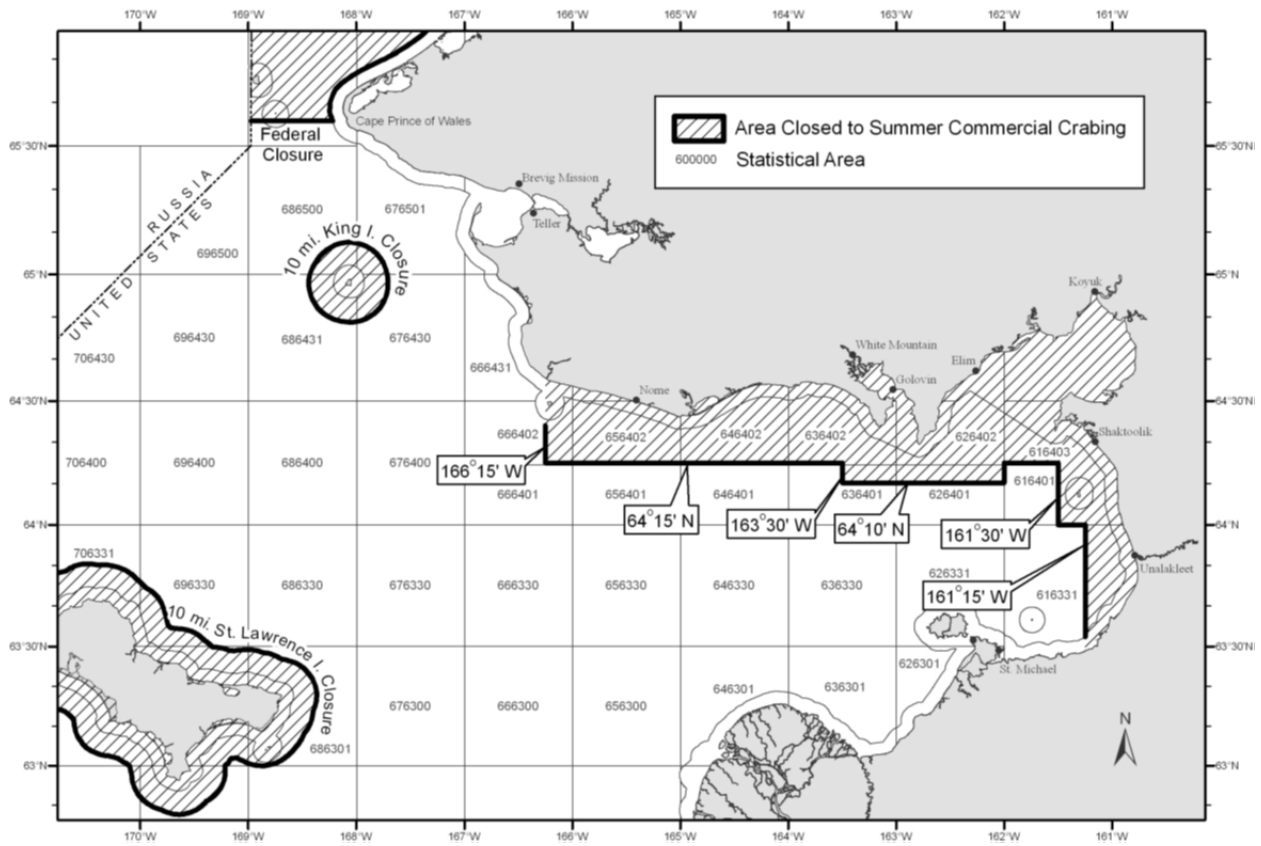 170°W 169°W 168°W 167°W 166°W 165°W 164°W 163°W 162°W 161°W
Cape Prince of Wales
Federal
Closure
Area Closed to Summer Commercial Crabing
600000 Statistical Area
65°30'N 65°30'N
RUSSIA
UNITED STATES
Brevig Mission
Teller
686500 676501
10 mi. King I. Closure
696500
65°N 65°N
Koyuk
696430 686431 676430
706430
666431
White Mountain
Elim
Golovin
Nome
64°30'N 64°30'N
Shaktoolik
666402 656402 646402 636402 626402
616403
706400 696400 686400 676400
166°15' W
616401
666401 656401 646401 636401 626401
64°15' N 163°30' W 64°10' N 161°30' W
64°N 64°N
706331
Unalakleet
696330 686330 676330 666330 656330 646330 636330
626331
161°15' W
616331
10 mi. St. Lawrence I. Closure
63°30'N 63°30'N
626301
St. Michael
646301 636301
676300 666300 656300
686301
N
63°N 63°N
170°W 169°W 168°W 167°W 166°W 165°W 164°W 163°W 162°W 161°W